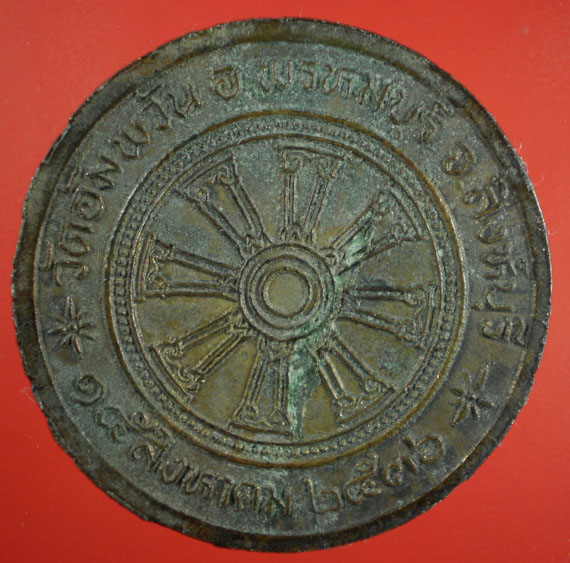 วัดอัมพวัน อ.พรหมบุรี จ.สิงห์บุรี
๑๕ สิงหาคม ๒๕๓๖